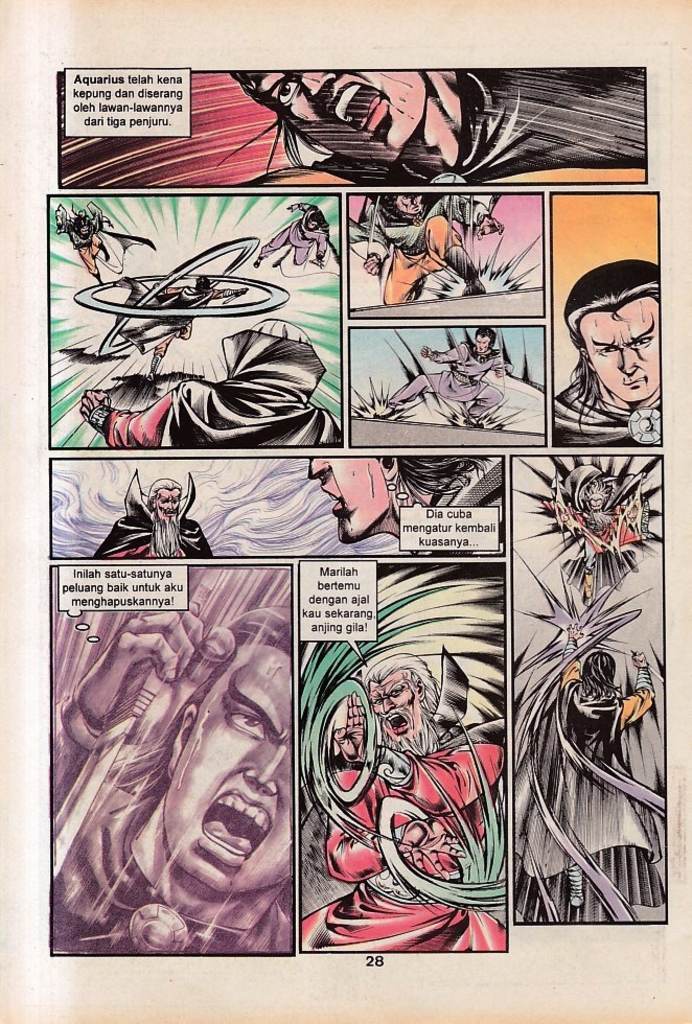 Aquarius telah kena
kepung dan diserang
oleh lawan-lawannya
dari tiga penjuru.
Dia cuba
mengatur kembali
kuasanya...
Inilah satu-satunya
peluang baik untuk aku
menghapuskannya!
Marilah
bertemu
dengan ajal
kau sekarang,
anjing gila!
28